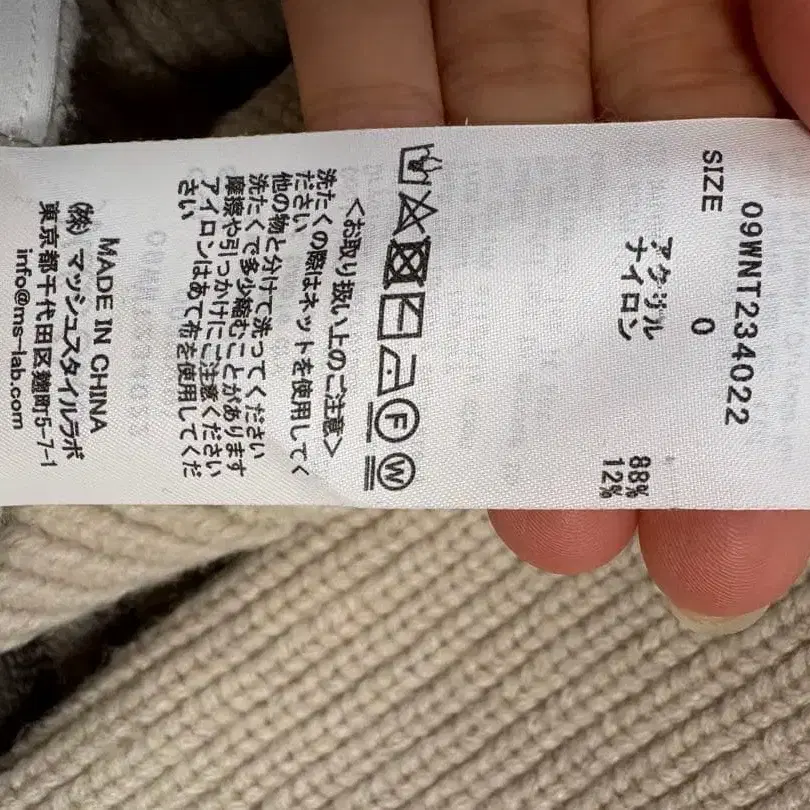 09WNT234022
SIZE 0
アクリル 88%
ナイロン 12%
F W
<お取り扱い上のご注意>
洗たくの際はネットを使用してく
ださい
他の物と分けて洗ってください
洗たくで多少縮むことがあります
摩擦や引っかけにご注意ください
アイロンはあて布を使用してくだ
さい
MADE IN CHINA
(株)マッシュスタイルラボ
東京都千代田区麹町5-7-1
info@ms-lab.com